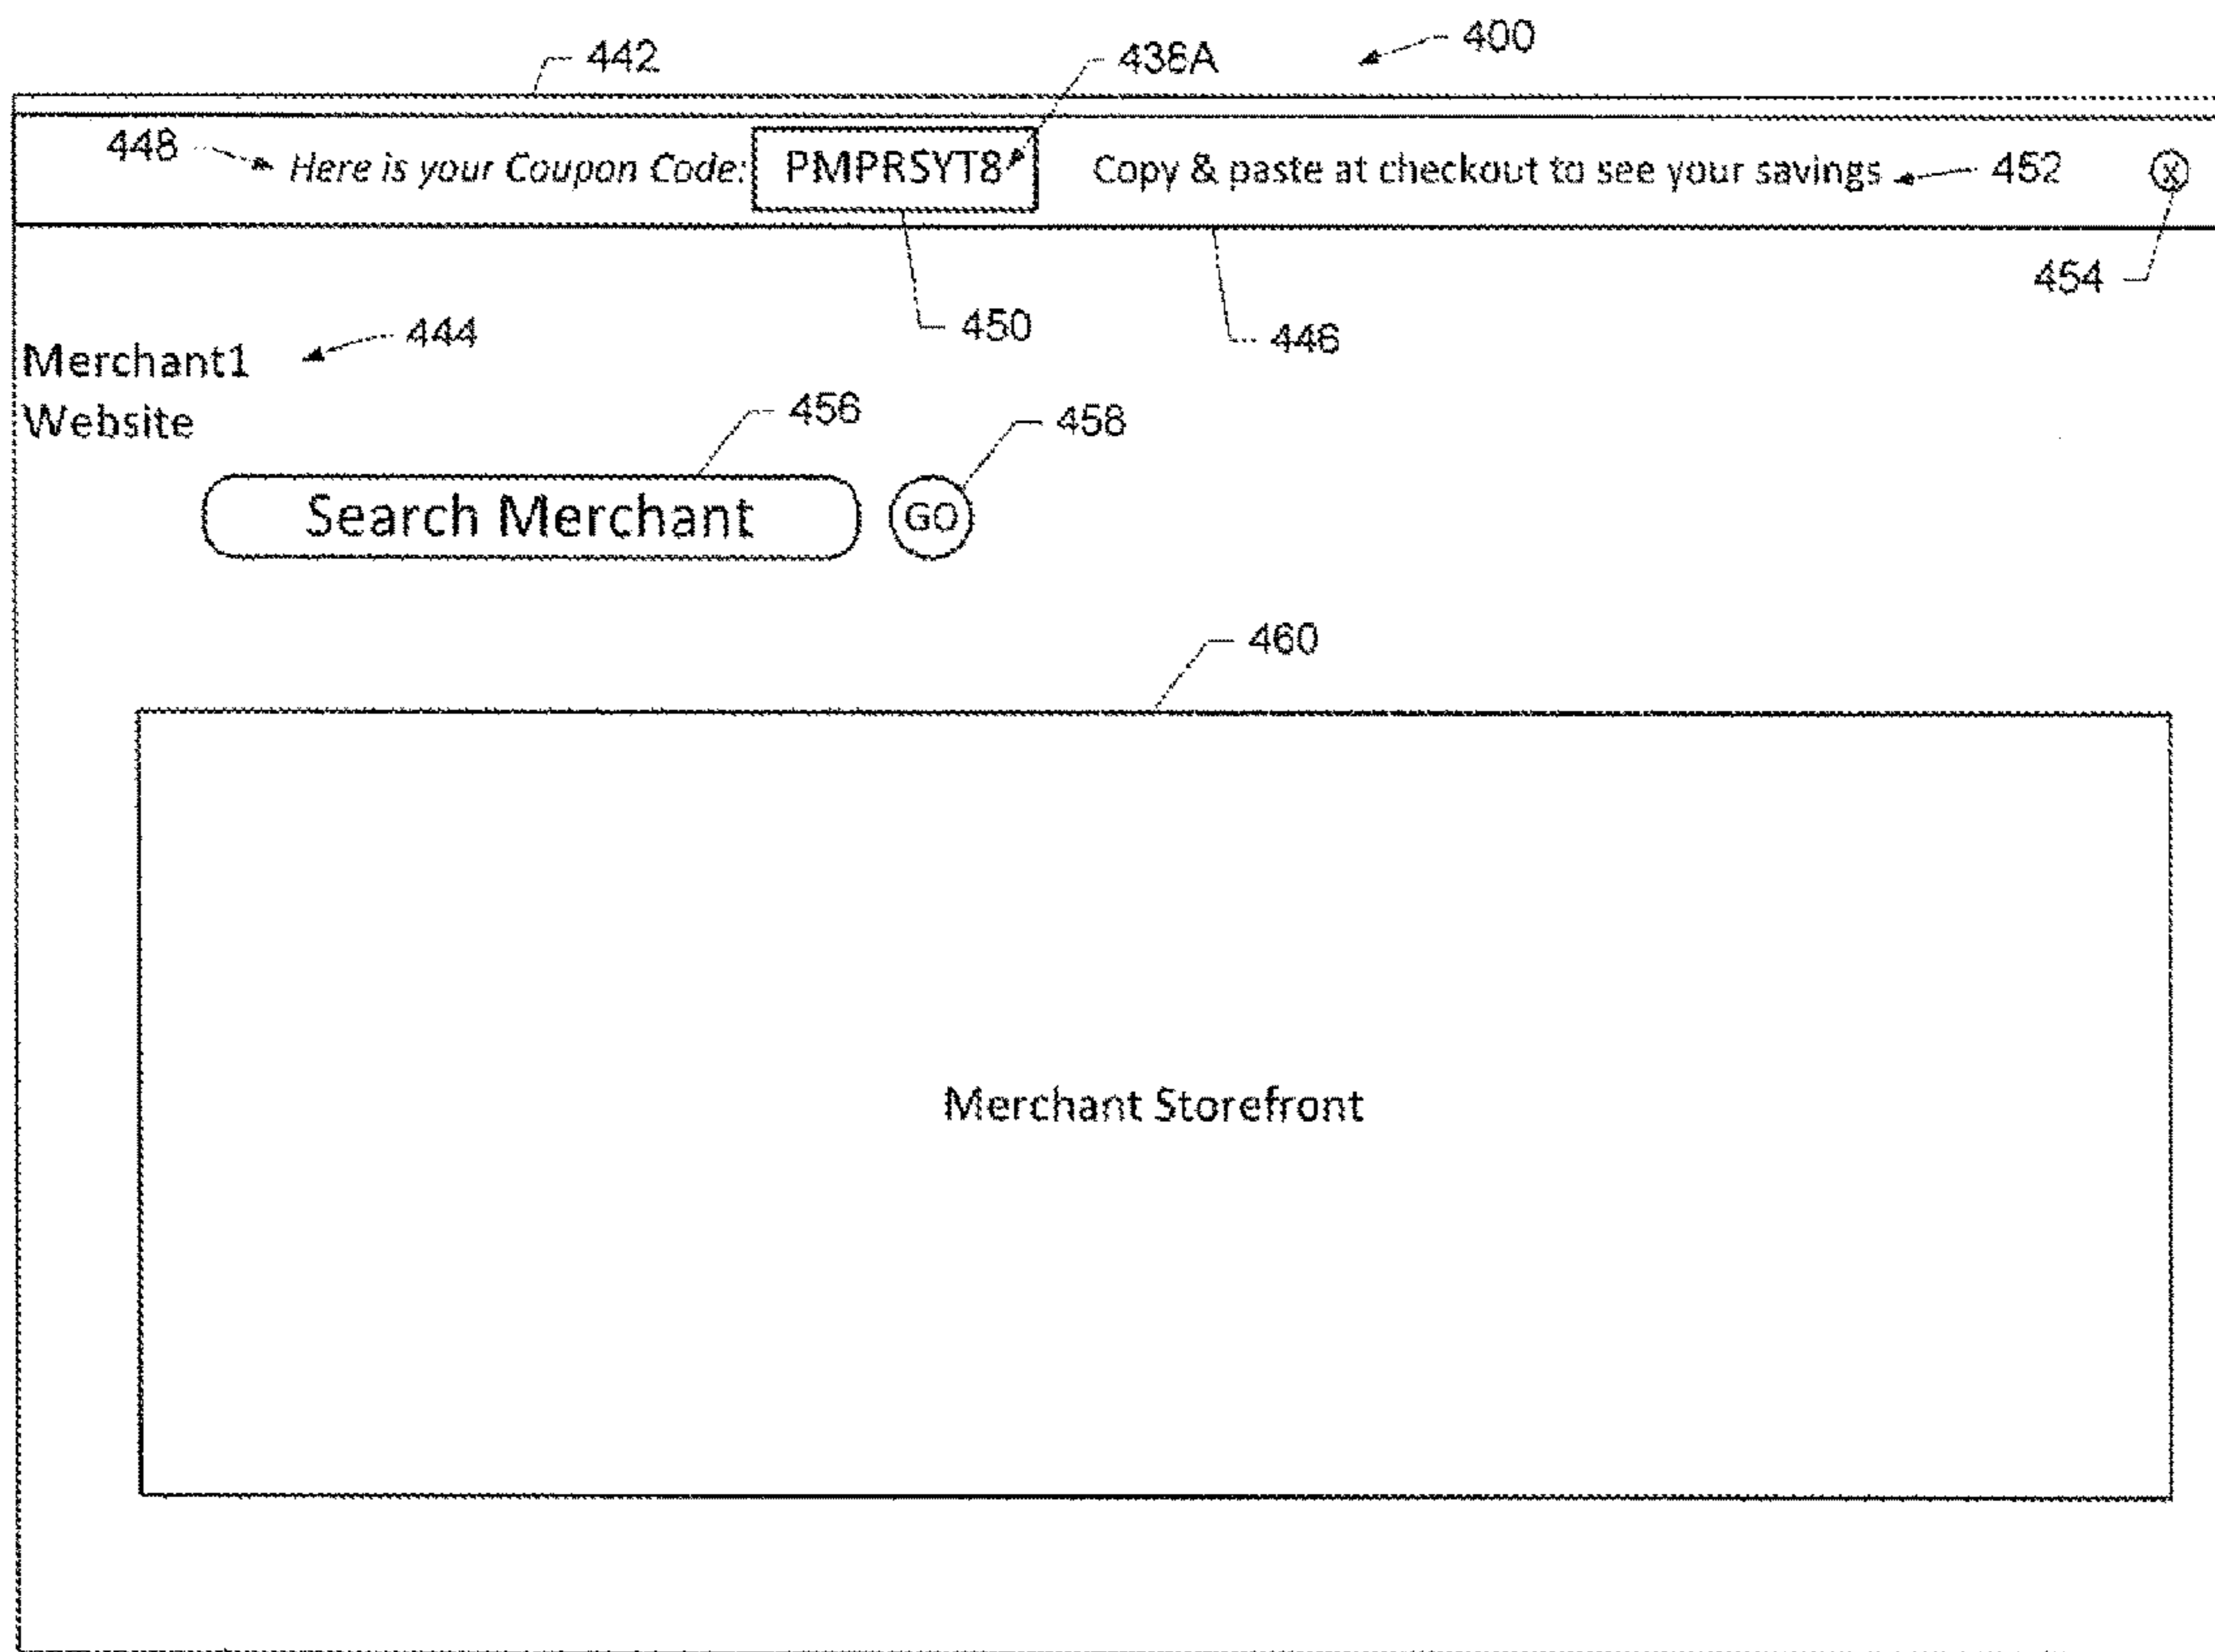 400
442
436A
448 Here is your Coupon Code: PMPRSYT8 Copy & paste at checkout to see your savings 452 X
454
450
446
444
Merchant1
Website
456
458
Search Merchant GO
460
Merchant Storefront